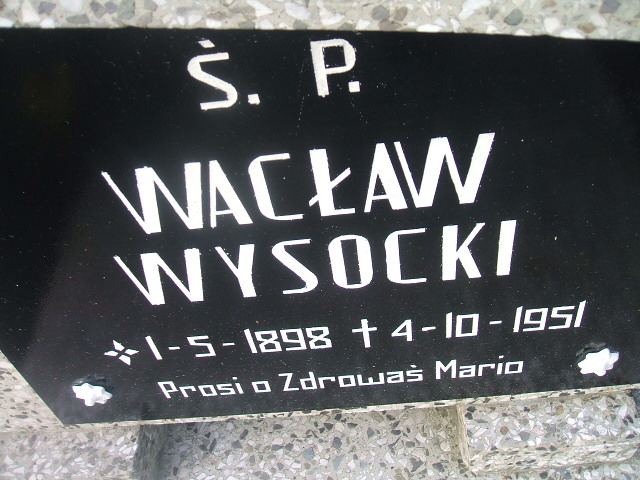 Ś. P.
WACŁAW
WYSOCKI
1-5-1898 † 4-10-1951
Prosi o Zdrowaś Mario